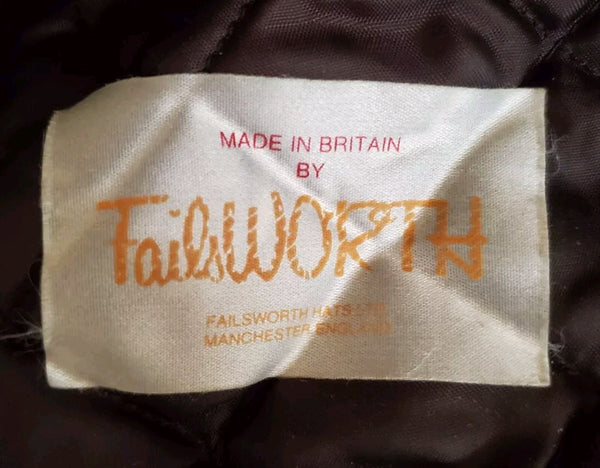 MADE IN BRITAIN
BY
FailsWORTH
FAILSWORTH HATS LTD
MANCHESTER ENGLAND